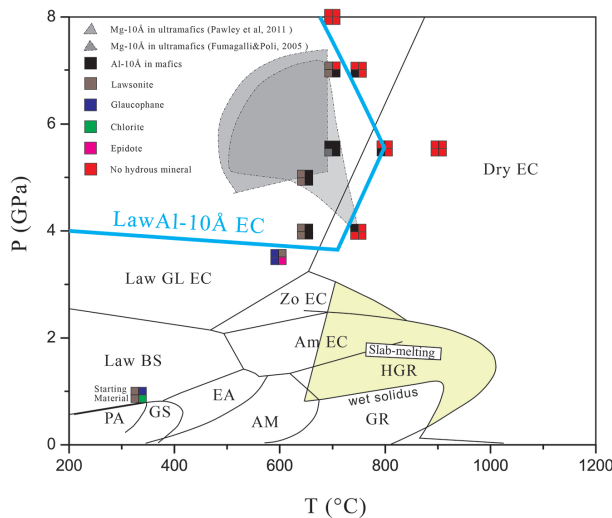 8
6
4
2
0
P (GPa)
Mg-10Å in ultramafics (Pawley et al, 2011 )
Mg-10Å in ultramafics (Fumagalli&Poli, 2005 )
Al-10Å in mafics
Lawsonite
Glaucophane
Chlorite
Epidote
No hydrous mineral
Dry EC
LawAl-10Å EC
Law GL EC
Zo EC
Am EC
Slab-melting
HGR
Law BS
wet solidus
Starting
Material
EA
PA
GS
AM
GR
200
400
600
800
1000
1200
T (°C)